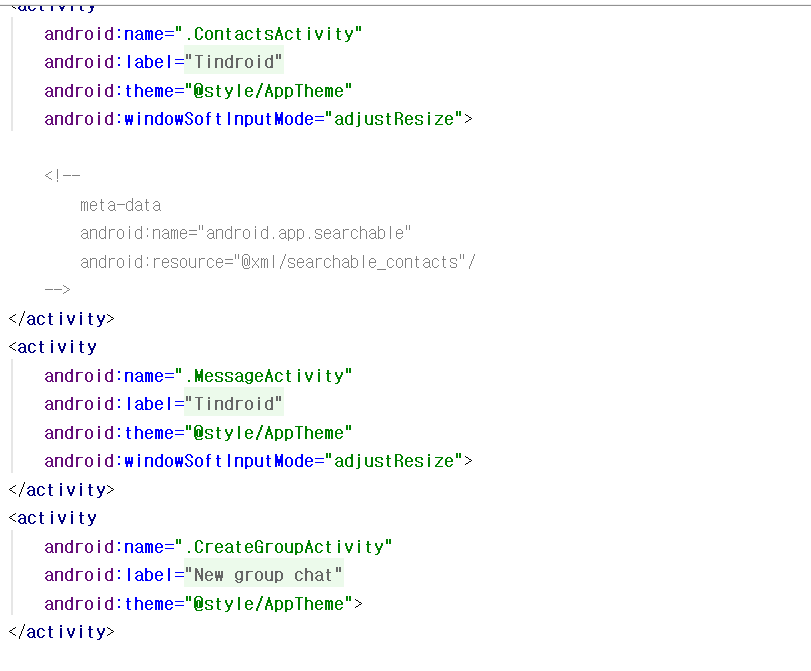 <activity
android:name=".ContactsActivity"
android:label="Tindroid"
android:theme="@style/AppTheme"
android:windowSoftInputMode="adjustResize">
<!--
meta-data
android:name="android.app.searchable"
android:resource="@xml/searchable_contacts"/
-->
</activity>
<activity
android:name=".MessageActivity"
android:label="Tindroid"
android:theme="@style/AppTheme"
android:windowSoftInputMode="adjustResize">
</activity>
<activity
android:name=".CreateGroupActivity"
android:label="New group chat"
android:theme="@style/AppTheme">
</activity>